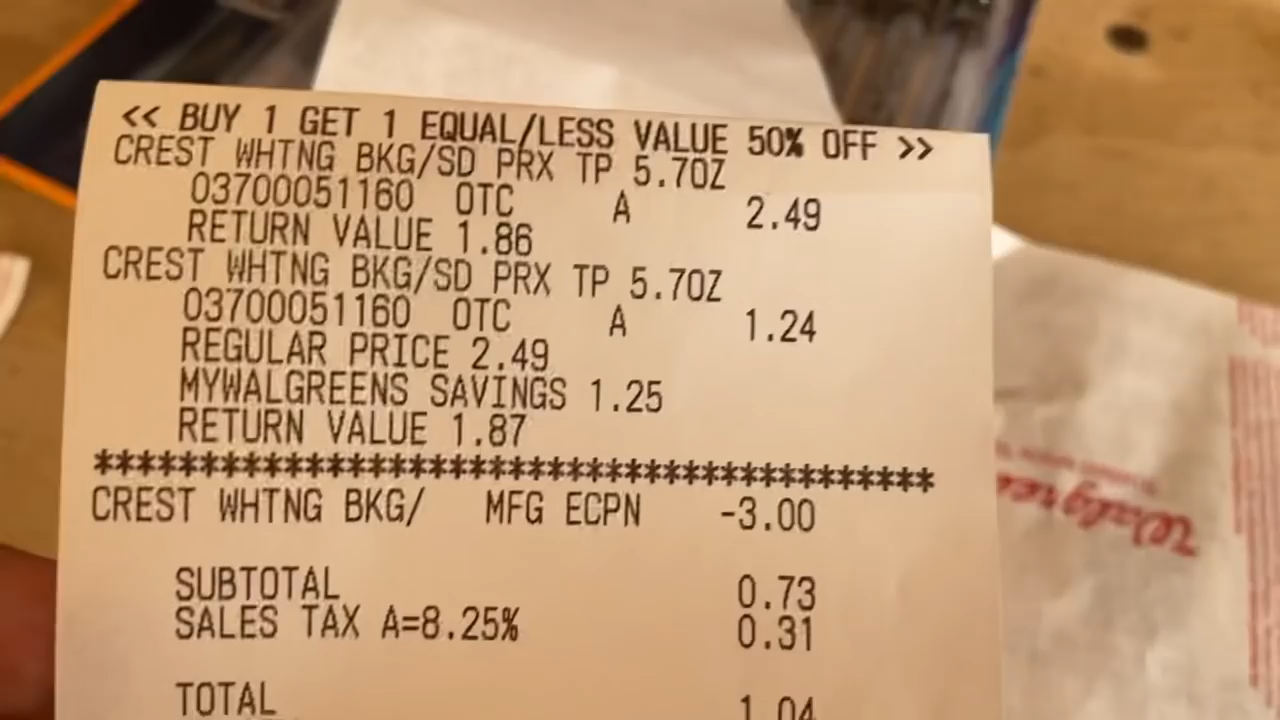 << BUY 1 GET 1 EQUAL/LESS VALUE 50% OFF >>
CREST WHTNG BKG/SD PRX TP 5.7OZ
03700051160 OTC A 2.49
RETURN VALUE 1.86
CREST WHTNG BKG/SD PRX TP 5.7OZ
03700051160 OTC A 1.24
REGULAR PRICE 2.49
MYWALGREENS SAVINGS 1.25
RETURN VALUE 1.87
****************************************
CREST WHTNG BKG/ MFG ECPN -3.00
SUBTOTAL 0.73
SALES TAX A=8.25% 0.31
TOTAL 1.04